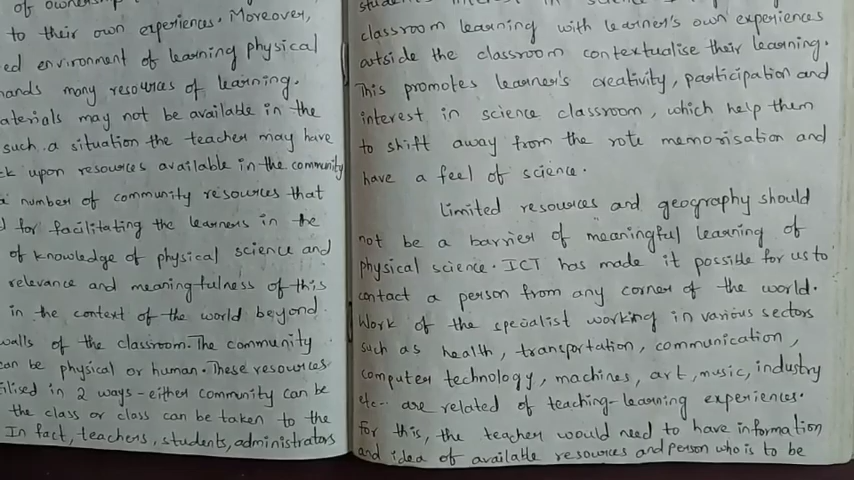 of ownership
to their own experiences. Moreover,
ed environment of learning physical
hands many resources of learning.
aterials may not be available in the
such a situation the teacher may have
ck upon resources available in the community
a number of community resources that
d for facilitating the learners in the
of knowledge of physical science and
relevance and meaningfulness of this
in the context of the world beyond
walls of the classroom. The community
can be physical or human. These resources
ilised in 2 ways - either community can be
the class or class can be taken to the
In fact, teachers, students, administrators
classroom learning with learner's own experiences
outside the classroom contextualise their learning.
This promotes learner's creativity, participation and
interest in science classroom, which help them
to shift away from the rote memorisation and
have a feel of science.
Limited resources and geography should
not be a barrier of "meaningful learning of
physical science. ICT has made it possible for us to
contact a person from any corner of the world.
Work of the specialist working in various sectors
such as health, transportation, communication,
computer technology, machines, art, music, industry
etc.. are related of teaching-learning experiences.
For this, the teacher would need to have information
and idea of available resources and person who is to be